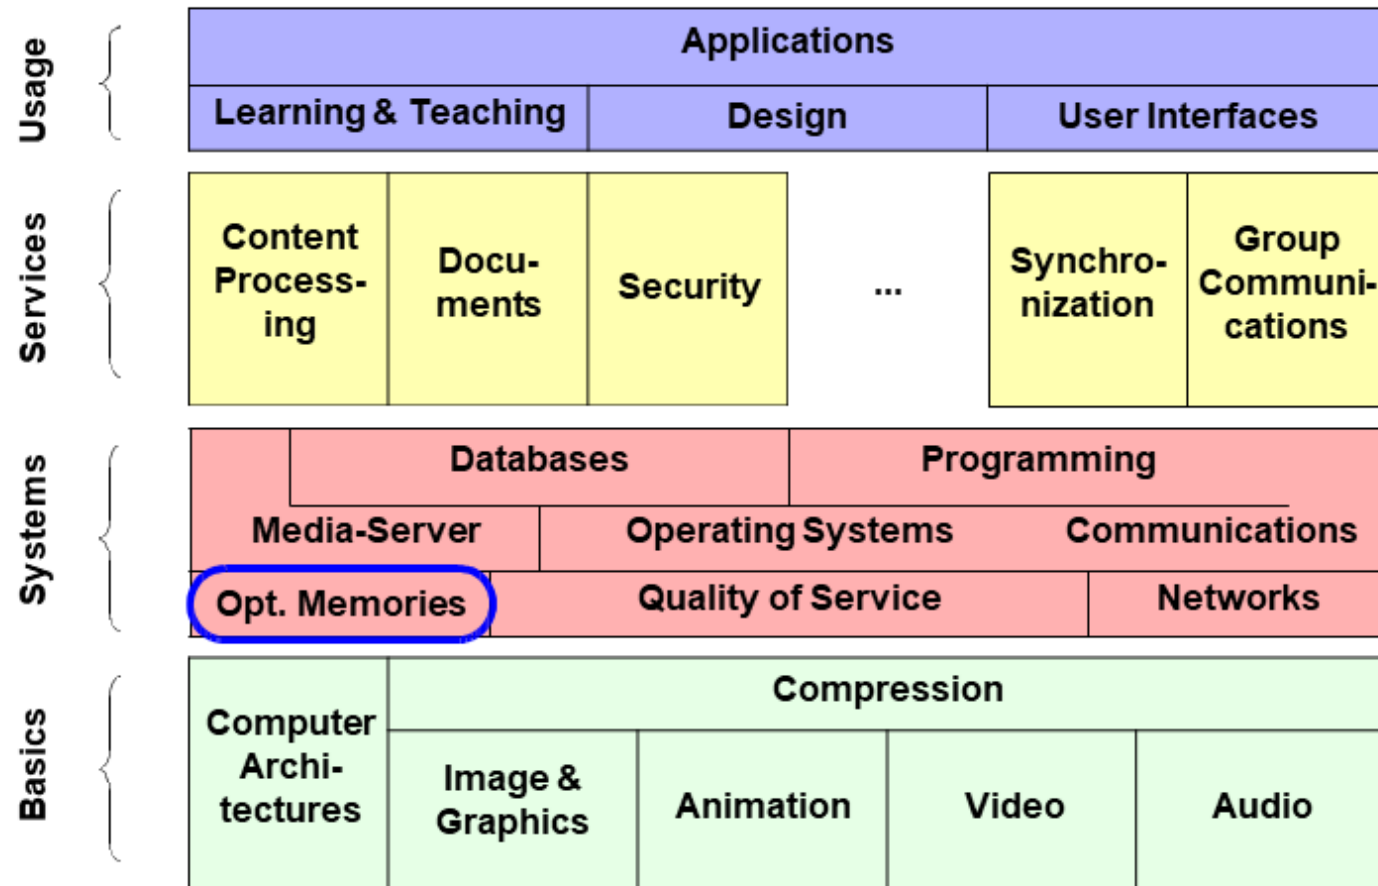 Usage
Applications
Learning & Teaching
Design
User Interfaces
Services
Content
Process-
ing
Docu-
ments
Security
...
Synchro-
nization
Group
Communi-
cations
Systems
Databases
Programming
Media-Server
Operating Systems
Communications
Opt. Memories
Quality of Service
Networks
Basics
Computer
Archi-
tectures
Compression
Image &
Graphics
Animation
Video
Audio